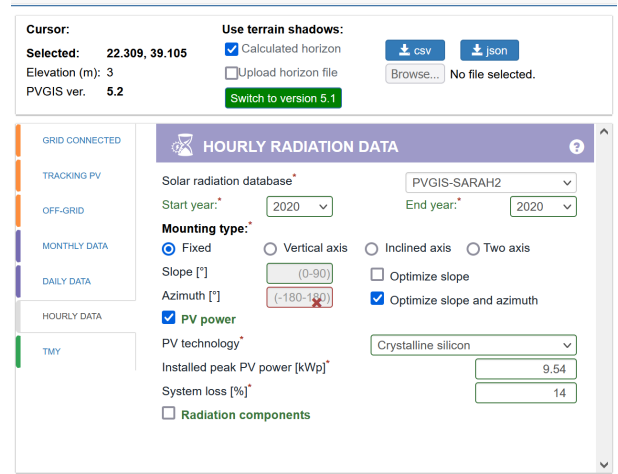 Cursor:
Use terrain shadows:
Selected: 22.309, 39.105
Calculated horizon
csv
json
Elevation (m): 3
Upload horizon file
Browse... No file selected.
PVGIS ver. 5.2
Switch to version 5.1
GRID CONNECTED
TRACKING PV
OFF-GRID
MONTHLY DATA
DAILY DATA
HOURLY DATA
TMY
HOURLY RADIATION DATA ?
Solar radiation database* PVGIS-SARAH2
Start year:* 2020 End year:* 2020
Mounting type:*
Fixed Vertical axis Inclined axis Two axis
Slope [°] (0-90) Optimize slope
Azimuth [°] (-180-180) Optimize slope and azimuth
PV power
PV technology* Crystalline silicon
Installed peak PV power [kWp]* 9.54
System loss [%]* 14
Radiation components